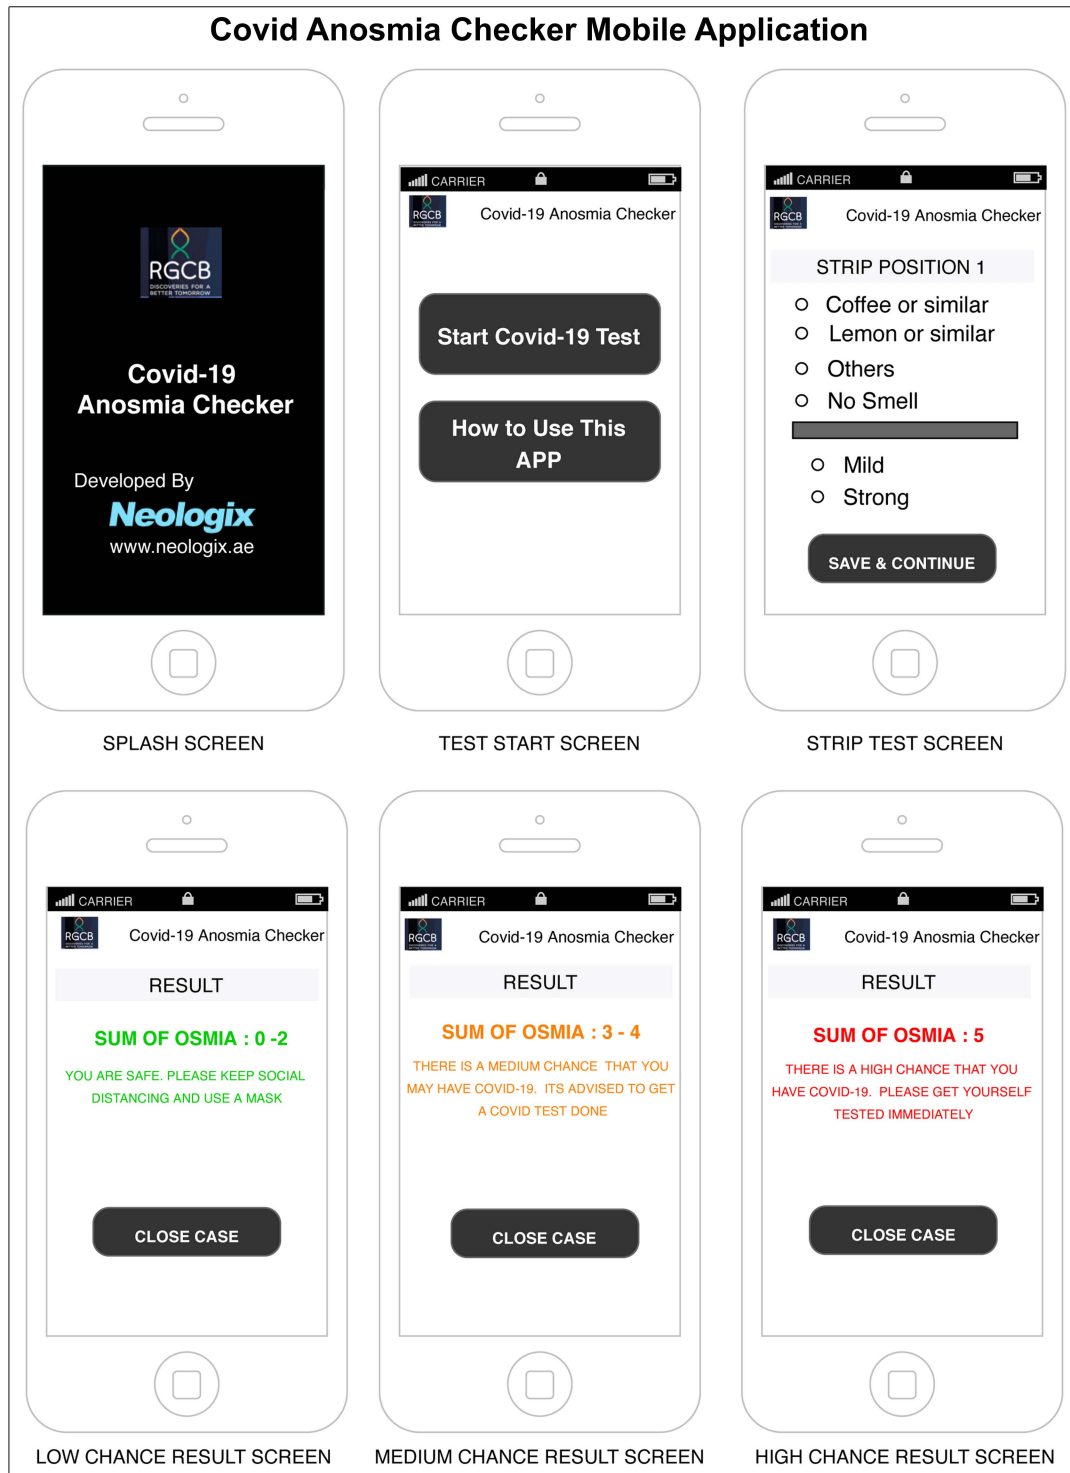 Covid Anosmia Checker Mobile Application
RGCB
DISCOVERIES FOR A
BETTER TOMORROW
Covid-19
Anosmia Checker
Developed By
Neologix
www.neologix.ae
SPLASH SCREEN
CARRIER
RGCB
Covid-19 Anosmia Checker
Start Covid-19 Test
How to Use This
APP
TEST START SCREEN
CARRIER
RGCB
Covid-19 Anosmia Checker
STRIP POSITION 1
Coffee or similar
Lemon or similar
Others
No Smell
Mild
Strong
SAVE & CONTINUE
STRIP TEST SCREEN
CARRIER
RGCB
Covid-19 Anosmia Checker
RESULT
SUM OF OSMIA : 0 -2
YOU ARE SAFE. PLEASE KEEP SOCIAL
DISTANCING AND USE A MASK
CLOSE CASE
LOW CHANCE RESULT SCREEN
CARRIER
RGCB
Covid-19 Anosmia Checker
RESULT
SUM OF OSMIA : 3 - 4
THERE IS A MEDIUM CHANCE THAT YOU
MAY HAVE COVID-19. ITS ADVISED TO GET
A COVID TEST DONE
CLOSE CASE
MEDIUM CHANCE RESULT SCREEN
CARRIER
RGCB
Covid-19 Anosmia Checker
RESULT
SUM OF OSMIA : 5
THERE IS A HIGH CHANCE THAT YOU
HAVE COVID-19. PLEASE GET YOURSELF
TESTED IMMEDIATELY
CLOSE CASE
HIGH CHANCE RESULT SCREEN